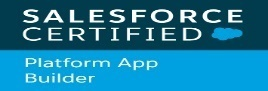 SALESFORCE
CERTIFIED
Platform App
Builder